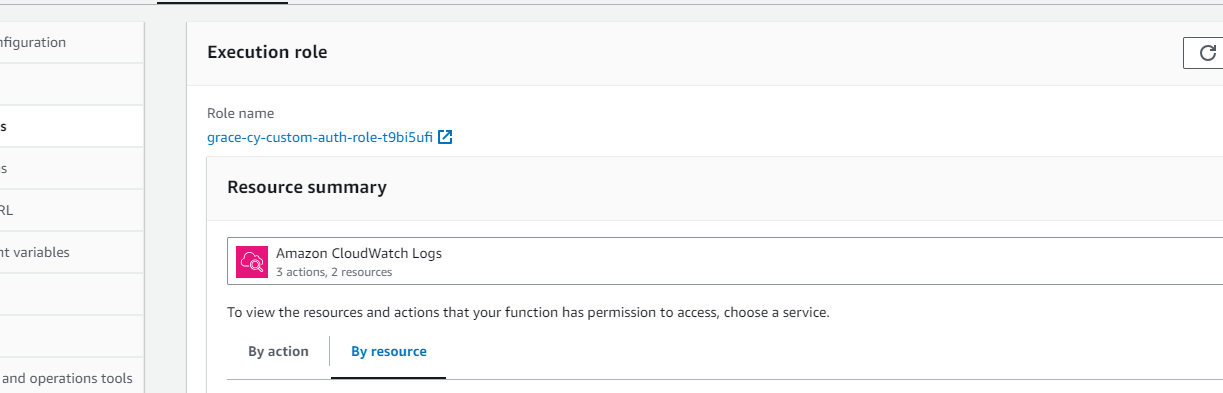 nfiguration
s
s
RL
nt variables
and operations tools
Execution role
Role name
grace-cy-custom-auth-role-t9bi5ufi
Resource summary
Amazon CloudWatch Logs
3 actions, 2 resources
To view the resources and actions that your function has permission to access, choose a service.
By action
By resource